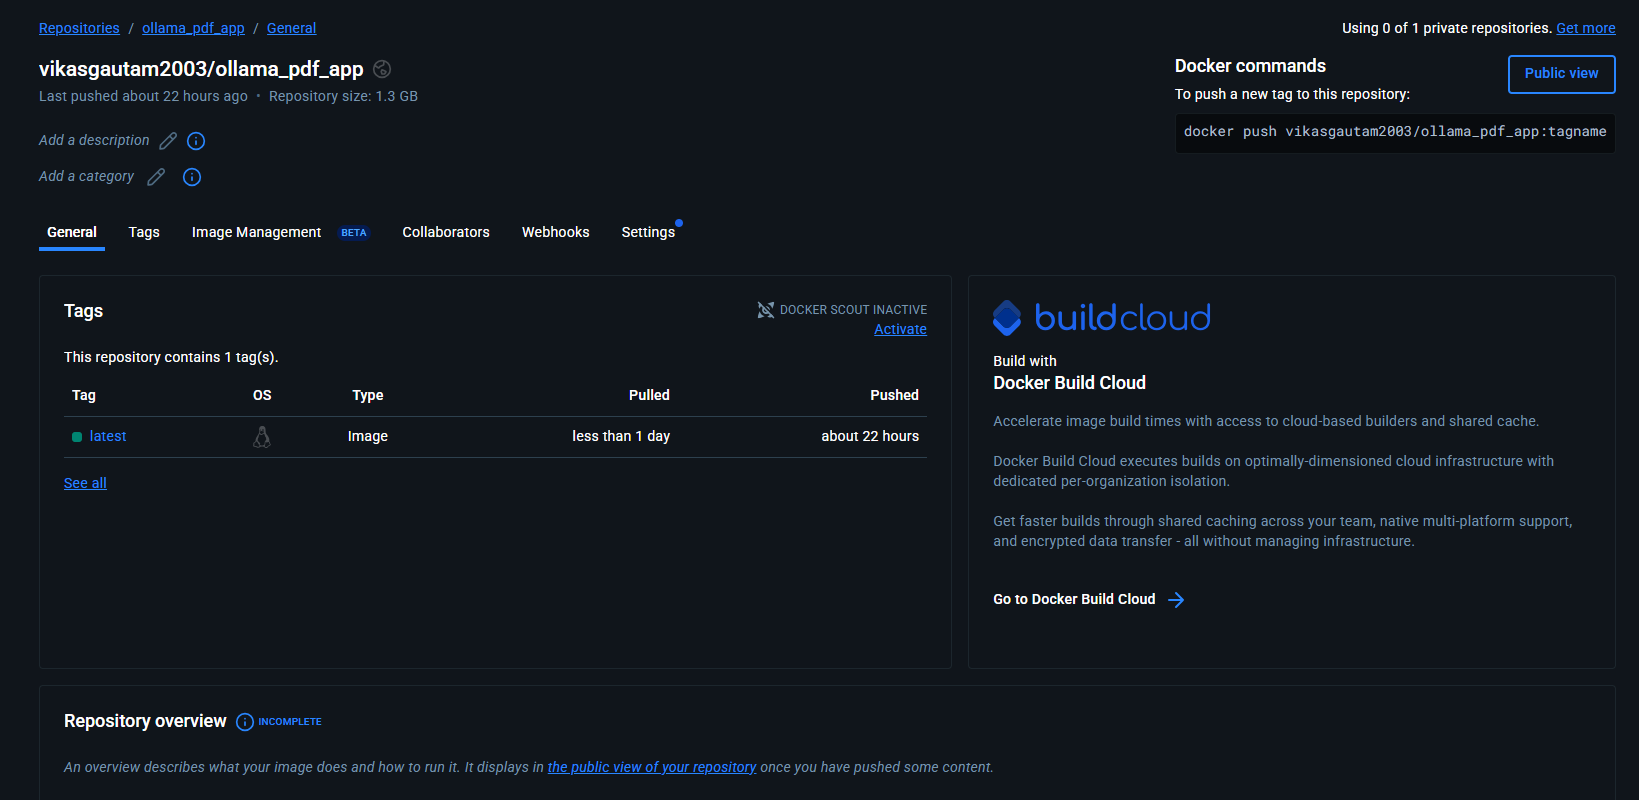 Repositories / ollama_pdf_app / General
Using 0 of 1 private repositories. Get more
vikasgautam2003/ollama_pdf_app
Last pushed about 22 hours ago • Repository size: 1.3 GB
Add a description
Add a category
Docker commands
Public view
To push a new tag to this repository:
docker push vikasgautam2003/ollama_pdf_app:tagname
General Tags Image Management BETA Collaborators Webhooks Settings
Tags
DOCKER SCOUT INACTIVE
Activate
This repository contains 1 tag(s).
Tag OS Type Pulled Pushed
latest Image less than 1 day about 22 hours
See all
buildcloud
Build with
Docker Build Cloud
Accelerate image build times with access to cloud-based builders and shared cache.
Docker Build Cloud executes builds on optimally-dimensioned cloud infrastructure with
dedicated per-organization isolation.
Get faster builds through shared caching across your team, native multi-platform support,
and encrypted data transfer - all without managing infrastructure.
Go to Docker Build Cloud
Repository overview INCOMPLETE
An overview describes what your image does and how to run it. It displays in the public view of your repository once you have pushed some content.